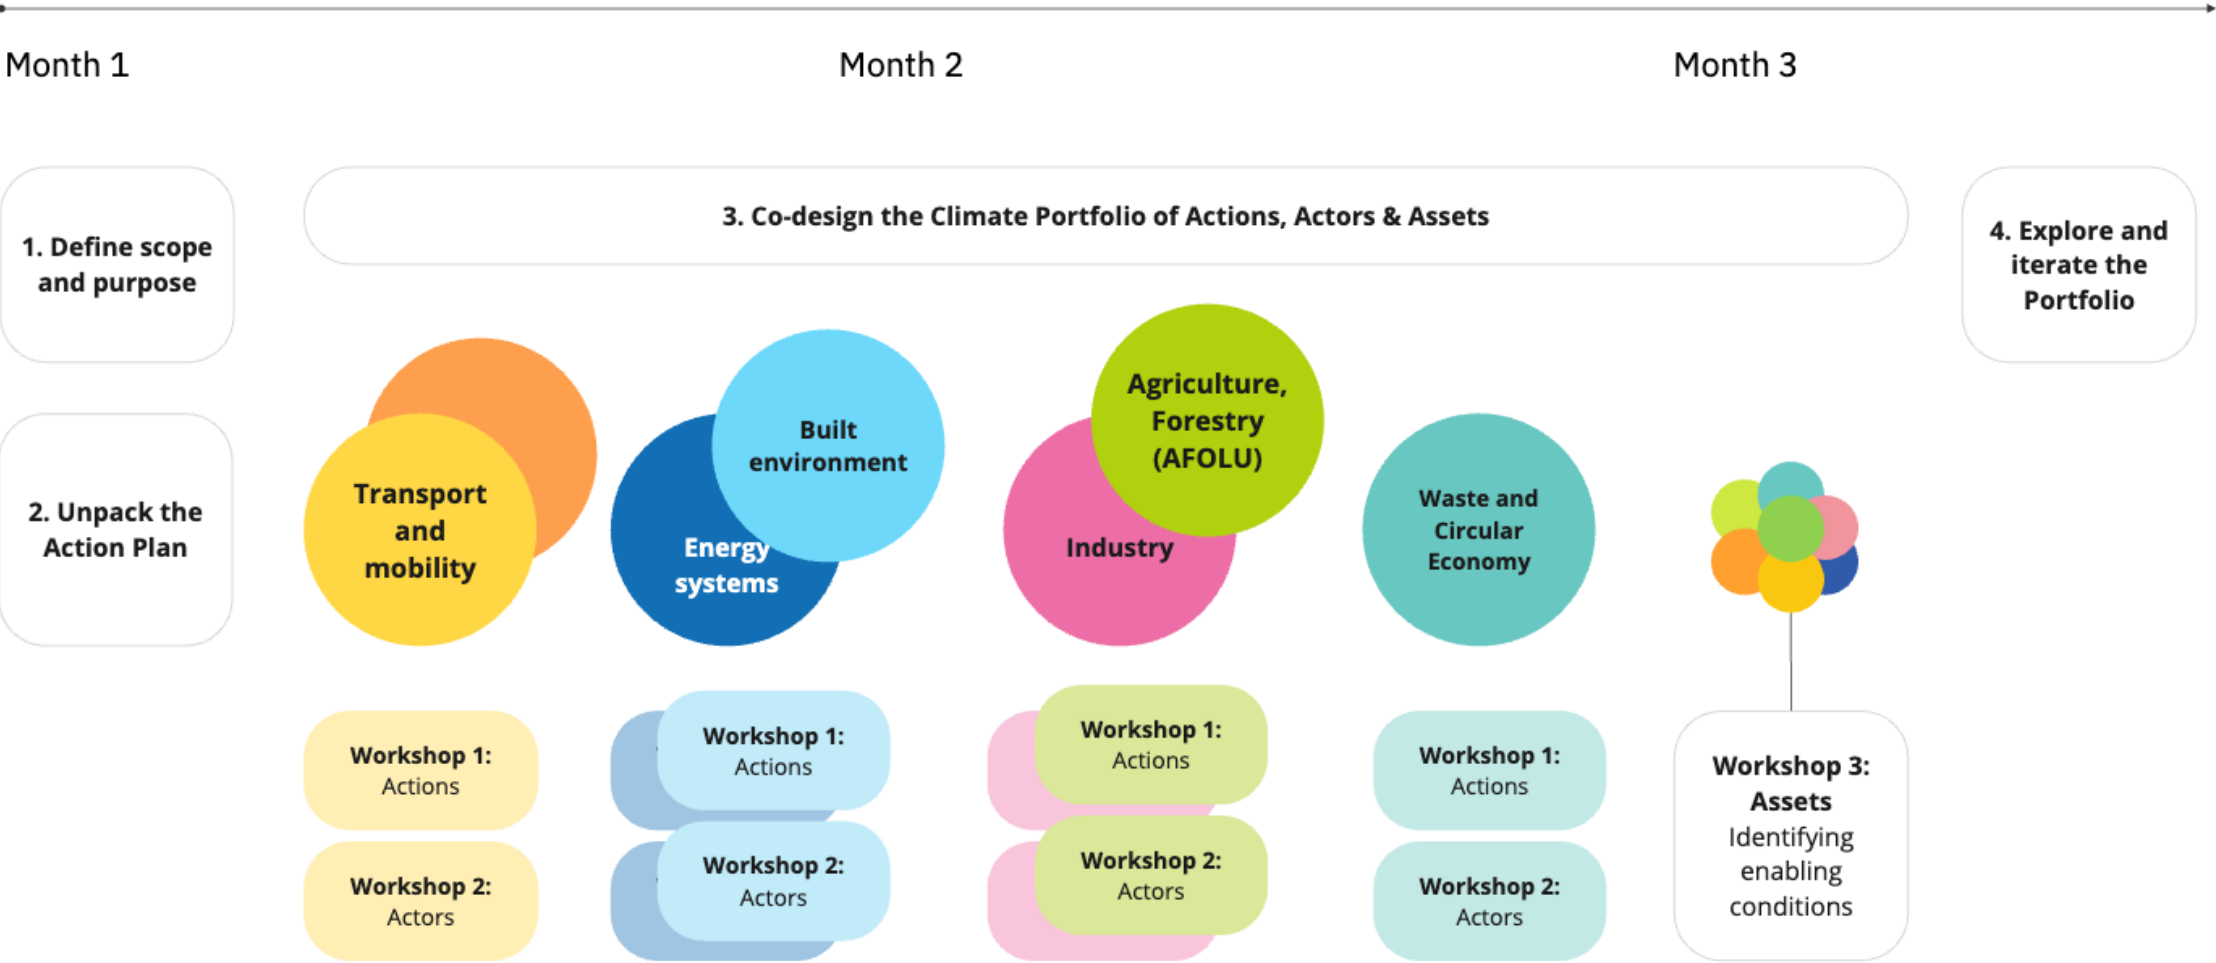 Month 1
Month 2
Month 3
1. Define scope
and purpose
2. Unpack the
Action Plan
3. Co-design the Climate Portfolio of Actions, Actors & Assets
4. Explore and
iterate the
Portfolio
Transport
and
mobility
Energy
systems
Built
environment
Industry
Agriculture,
Forestry
(AFOLU)
Waste and
Circular
Economy
Workshop 1:
Actions
Workshop 2:
Actors
Workshop 1:
Actions
Workshop 2:
Actors
Workshop 1:
Actions
Workshop 2:
Actors
Workshop 1:
Actions
Workshop 2:
Actors
Workshop 3:
Assets
Identifying
enabling
conditions